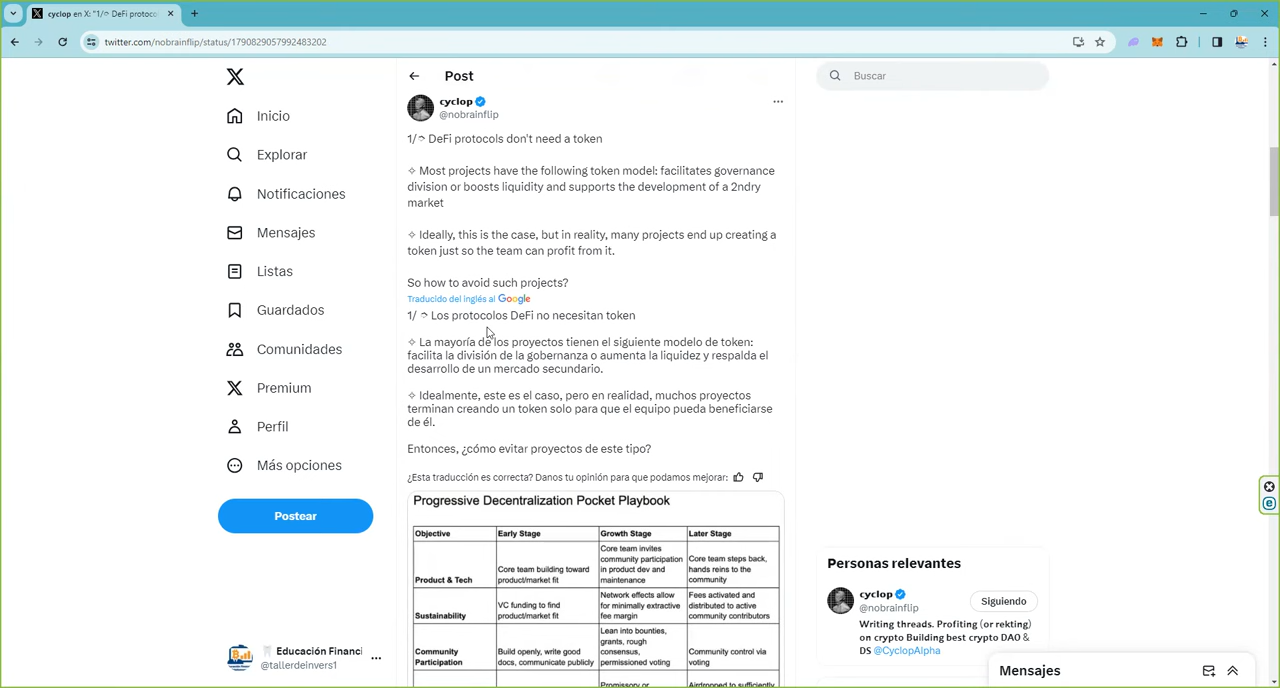 cyclop en X: "1/ DeFi protoco
twitter.com/nobrainflip/status/1790829057992483202
Inicio
Explorar
Notificaciones
Mensajes
Listas
Guardados
Comunidades
Premium
Perfil
Más opciones
Postear
Educación Financi
@tallerdeinvers1
Post
cyclop
@nobrainflip
1/ DeFi protocols don't need a token
✧ Most projects have the following token model: facilitates governance
division or boosts liquidity and supports the development of a 2ndry
market
✧ Ideally, this is the case, but in reality, many projects end up creating a
token just so the team can profit from it.
So how to avoid such projects?
Traducido del inglés al Google
1/ Los protocolos DeFi no necesitan token
✧ La mayoría de los proyectos tienen el siguiente modelo de token:
facilita la división de la gobernanza o aumenta la liquidez y respalda el
desarrollo de un mercado secundario.
✧ Idealmente, este es el caso, pero en realidad, muchos proyectos
terminan creando un token solo para que el equipo pueda beneficiarse
de él.
Entonces, ¿cómo evitar proyectos de este tipo?
¿Esta traducción es correcta? Danos tu opinión para que podamos mejorar:
Progressive Decentralization Pocket Playbook
Objective Early Stage Growth Stage Later Stage
Product & Tech
Core team building toward
product/market fit
Core team invites
community participation
in product dev and
maintenance
Core team steps back,
hands reins to the
community
Sustainability
VC funding to find
product/market fit
Network effects allow
for minimally extractive
fee margin
Fees activated and
distributed to active
community contributors
Community
Participation
Build openly, write good
docs, communicate publicly
Lean into bounties,
grants, rough
consensus,
permissioned voting
Community control via
voting
Promissory or
Airdropped to sufficiently
Buscar
Personas relevantes
cyclop
@nobrainflip
Siguiendo
Writing threads. Profiting (or rekting)
on crypto Building best crypto DAO &
DS @CyclopAlpha
Mensajes